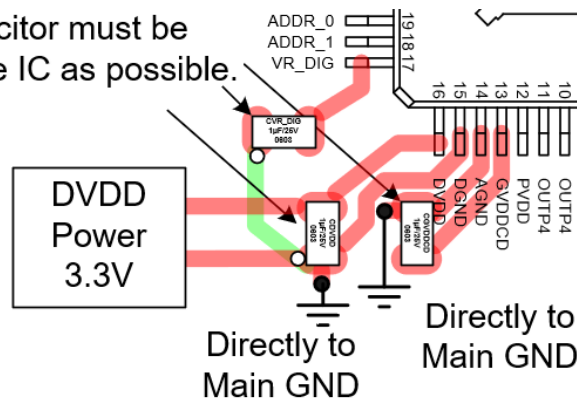 citor must be
e IC as possible.
ADDR_0
ADDR_1
VR_DIG
19
18
17
16
15
14
13
12
11
10
DVDD
DGND
AGND
GVDDCD
PVDD
OUTP4
OUTP4
CVR_DIG
1µF/25V
0603
DVDD
Power
3.3V
CDVDD
1µF/25V
0603
CGVDDCD
1µF/25V
0603
Directly to
Main GND
Directly to
Main GND